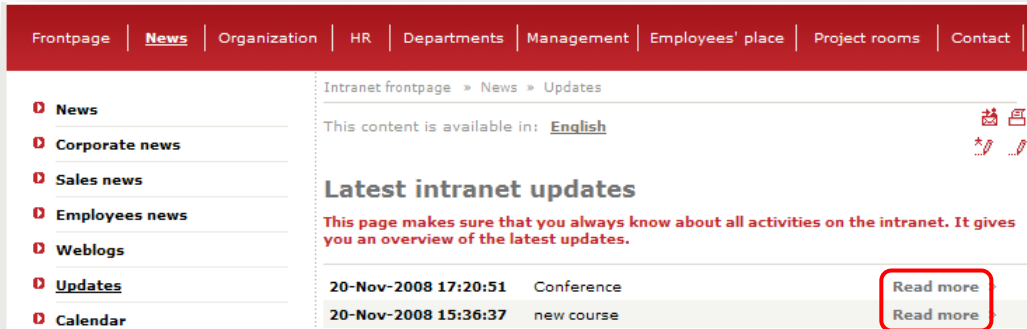 Frontpage News Organization HR Departments Management Employees' place Project rooms Contact
Intranet frontpage » News » Updates
News
Corporate news
Sales news
Employees news
Weblogs
Updates
Calendar
This content is available in: English
Latest intranet updates
This page makes sure that you always know about all activities on the intranet. It gives
you an overview of the latest updates.
20-Nov-2008 17:20:51 Conference Read more »
20-Nov-2008 15:36:37 new course Read more »